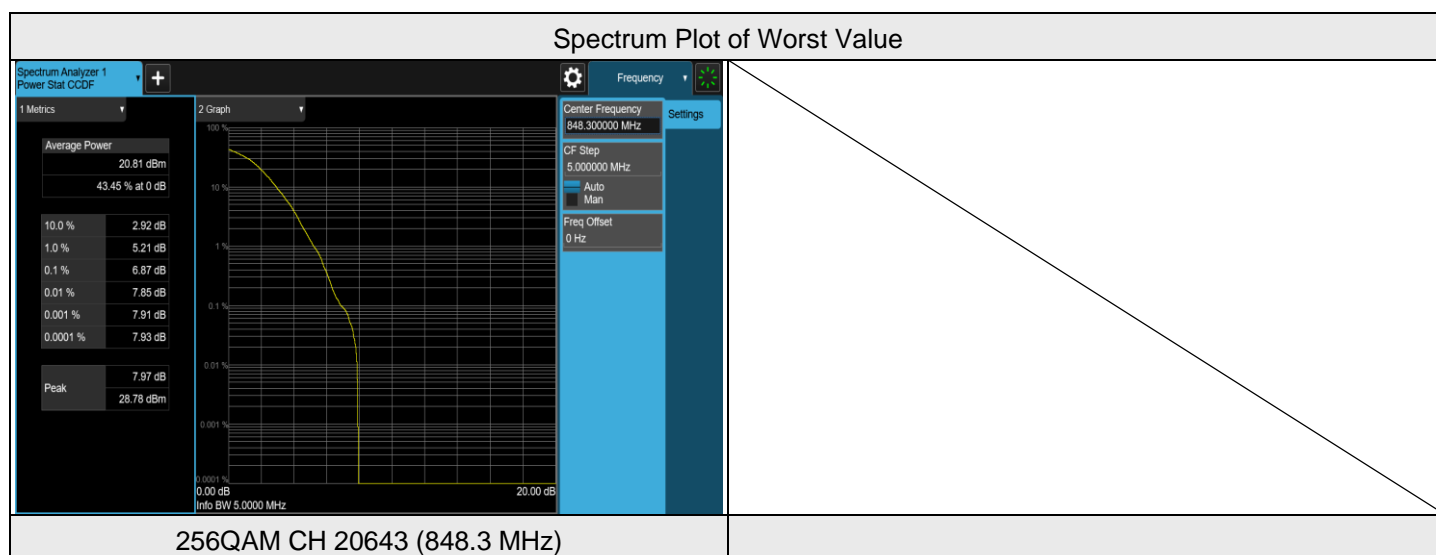 Spectrum Plot of Worst Value
Spectrum Analyzer 1
Power Stat CCDF
+
Frequency
1 Metrics
2 Graph
Average Power
20.81 dBm
43.45 % at 0 dB
10.0 % 2.92 dB
1.0 % 5.21 dB
0.1 % 6.87 dB
0.01 % 7.85 dB
0.001 % 7.91 dB
0.0001 % 7.93 dB
Peak
7.97 dB
28.78 dBm
100 %
10 %
1 %
0.1 %
0.01 %
0.001 %
0.0001 %
0.00 dB 20.00 dB
Info BW 5.0000 MHz
Center Frequency
848.300000 MHz
Settings
CF Step
5.000000 MHz
Auto
Man
Freq Offset
0 Hz
256QAM CH 20643 (848.3 MHz)